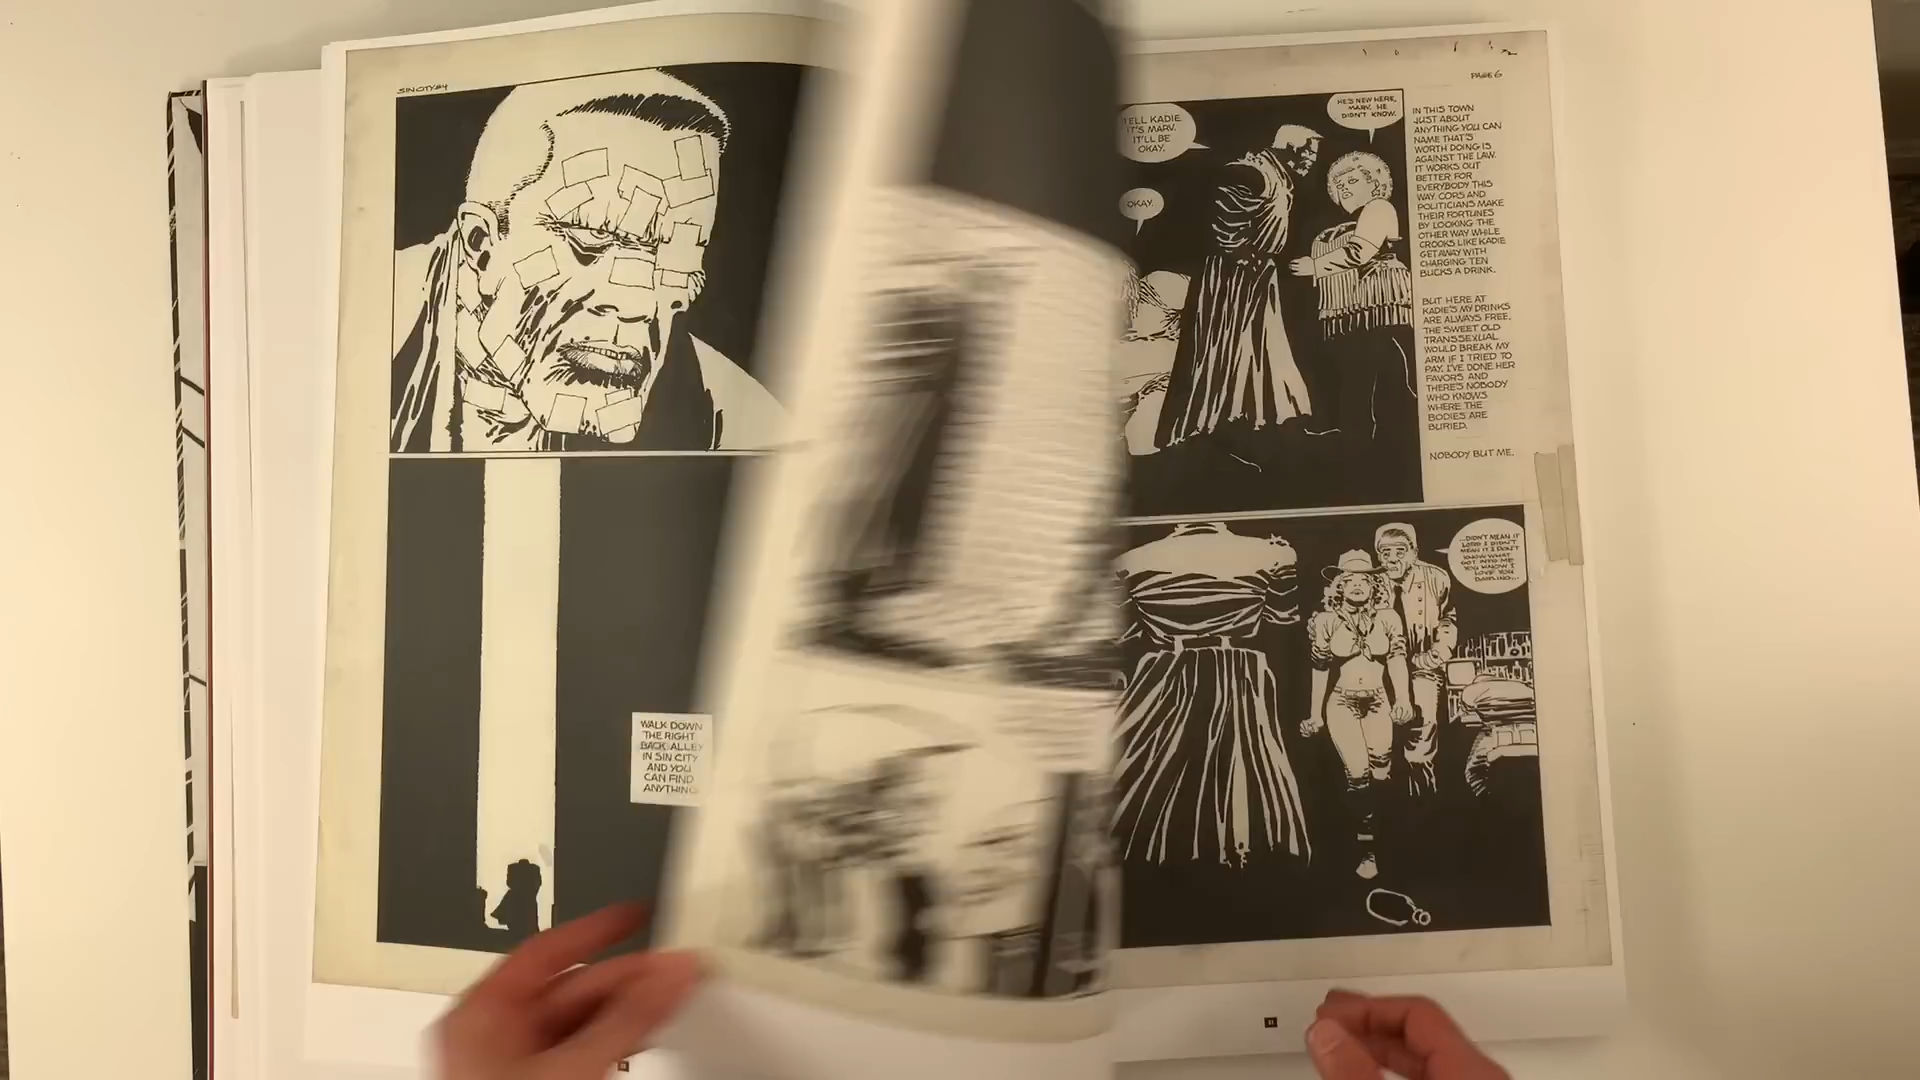 SIN CITY #4
WALK DOWN
THE RIGHT
BACK ALLEY
IN SIN CITY
AND YOU
CAN FIND
ANYTHING
PAGE 6
TELL KADIE
IT'S MARV.
IT'LL BE
OKAY.
HE'S NEW HERE,
MARV. HE
DIDN'T KNOW.
OKAY.
IN THIS TOWN
JUST ABOUT
ANYTHING YOU CAN
NAME THAT'S
WORTH DOING IS
AGAINST THE LAW.
IT WORKS OUT
BETTER FOR
EVERYBODY THIS
WAY. COPS AND
POLITICIANS MAKE
THEIR FORTUNES
BY LOOKING THE
OTHER WAY WHILE
CROOKS LIKE KADIE
GET AWAY WITH
CHARGING TEN
BUCKS A DRINK.
BUT HERE AT
KADIE'S MY DRINKS
ARE ALWAYS FREE.
THE SWEET OLD
TRANSSEXUAL
WOULD BREAK MY
ARM IF I TRIED TO
PAY. I'VE DONE HER
FAVORS AND
THERE'S NOBODY
WHO KNOWS
WHERE THE
BODIES ARE
BURIED.
NOBODY BUT ME.
...DIDN'T MEAN IT
LORD I DIDN'T
MEAN IT I DON'T
KNOW WHAT
GOT INTO ME
YOU KNOW I
LOVE YOU
DARLING...